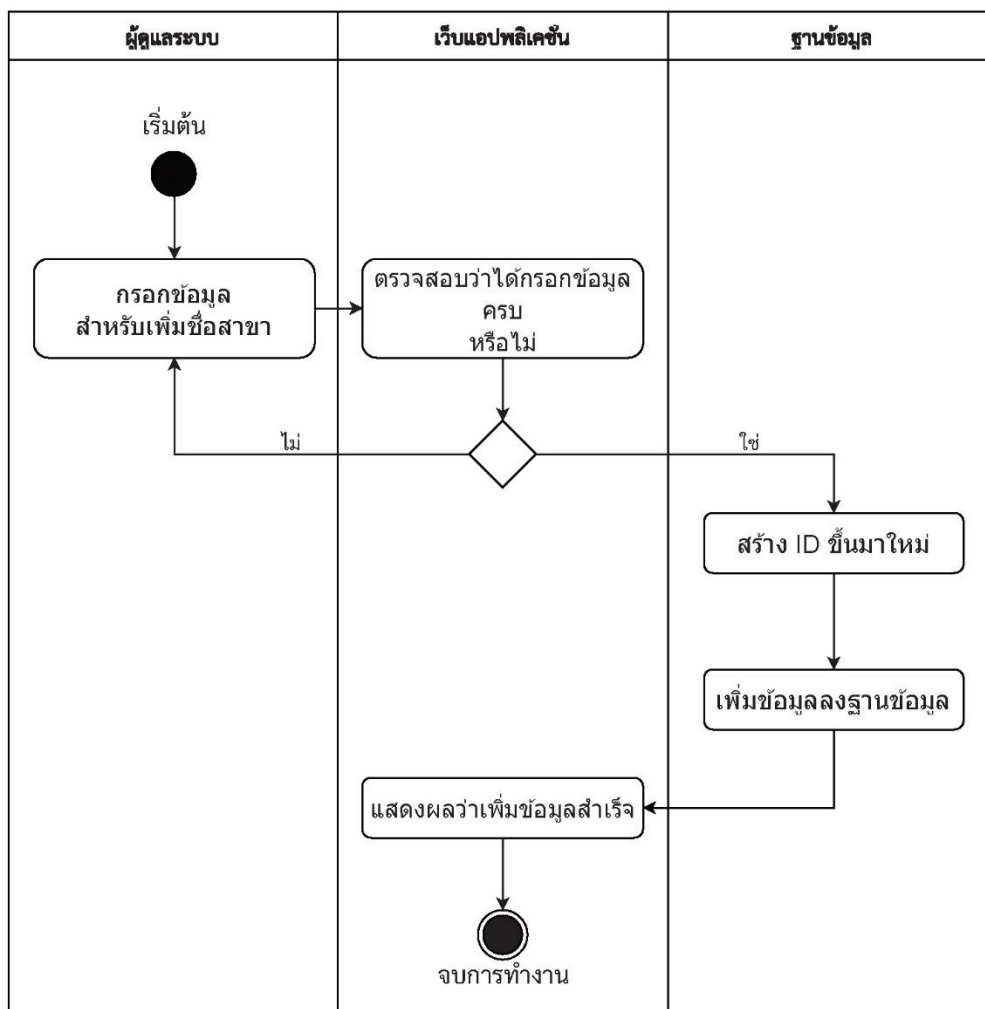 ผู้ดูแลระบบ
เว็บแอปพลิเคชั่น
ฐานข้อมูล
เริ่มต้น
กรอกข้อมูล
สำหรับเพิ่มชื่อสาขา
ตรวจสอบว่าได้กรอกข้อมูล
ครบ
หรือไม่
ไม่
ใช่
สร้าง ID ขึ้นมาใหม่
เพิ่มข้อมูลลงฐานข้อมูล
แสดงผลว่าเพิ่มข้อมูลสำเร็จ
จบการทำงาน